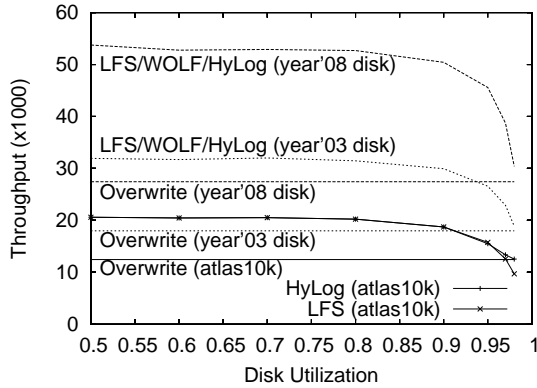 60
50
40
30
20
10
0
Throughput (x1000)
LFS/WOLF/HyLog (year'08 disk)
LFS/WOLF/HyLog (year'03 disk)
Overwrite (year'08 disk)
Overwrite (year'03 disk)
Overwrite (atlas10k)
HyLog (atlas10k)
LFS (atlas10k)
0.5 0.55 0.6 0.65 0.7 0.75 0.8 0.85 0.9 0.95 1
Disk Utilization